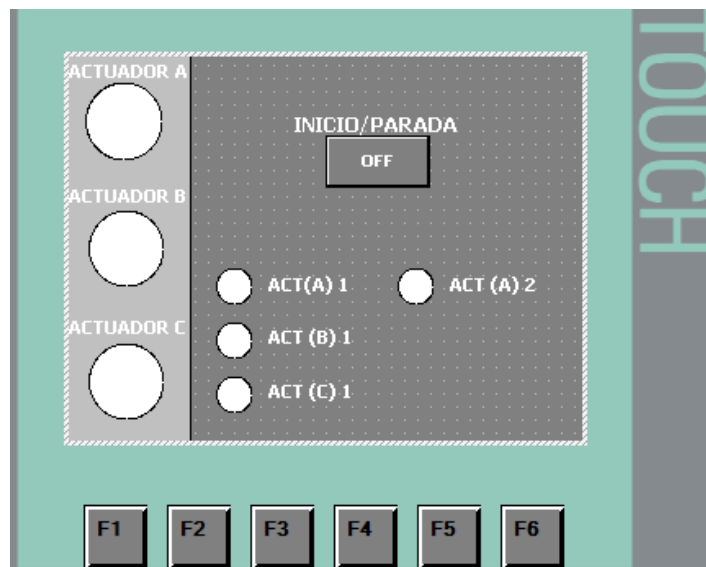 TOUCH
ACTUADOR A
INICIO/PARADA
OFF
ACTUADOR B
ACT(A) 1
ACT (A) 2
ACTUADOR C
ACT (B) 1
ACT (C) 1
F1
F2
F3
F4
F5
F6